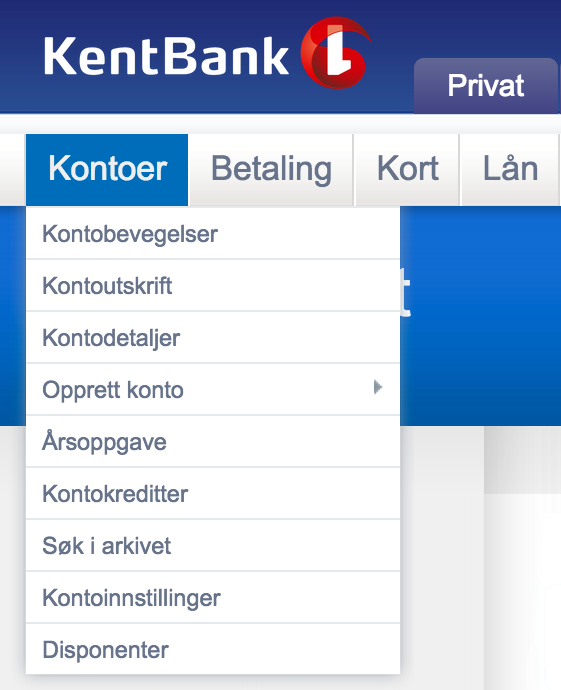 KentBank
Privat
Kontoer Betaling Kort Lån
t
Kontobevegelser
Kontoutskrift
Kontodetaljer
Opprett konto
Årsoppgave
Kontokreditter
Søk i arkivet
Kontoinnstillinger
Disponenter